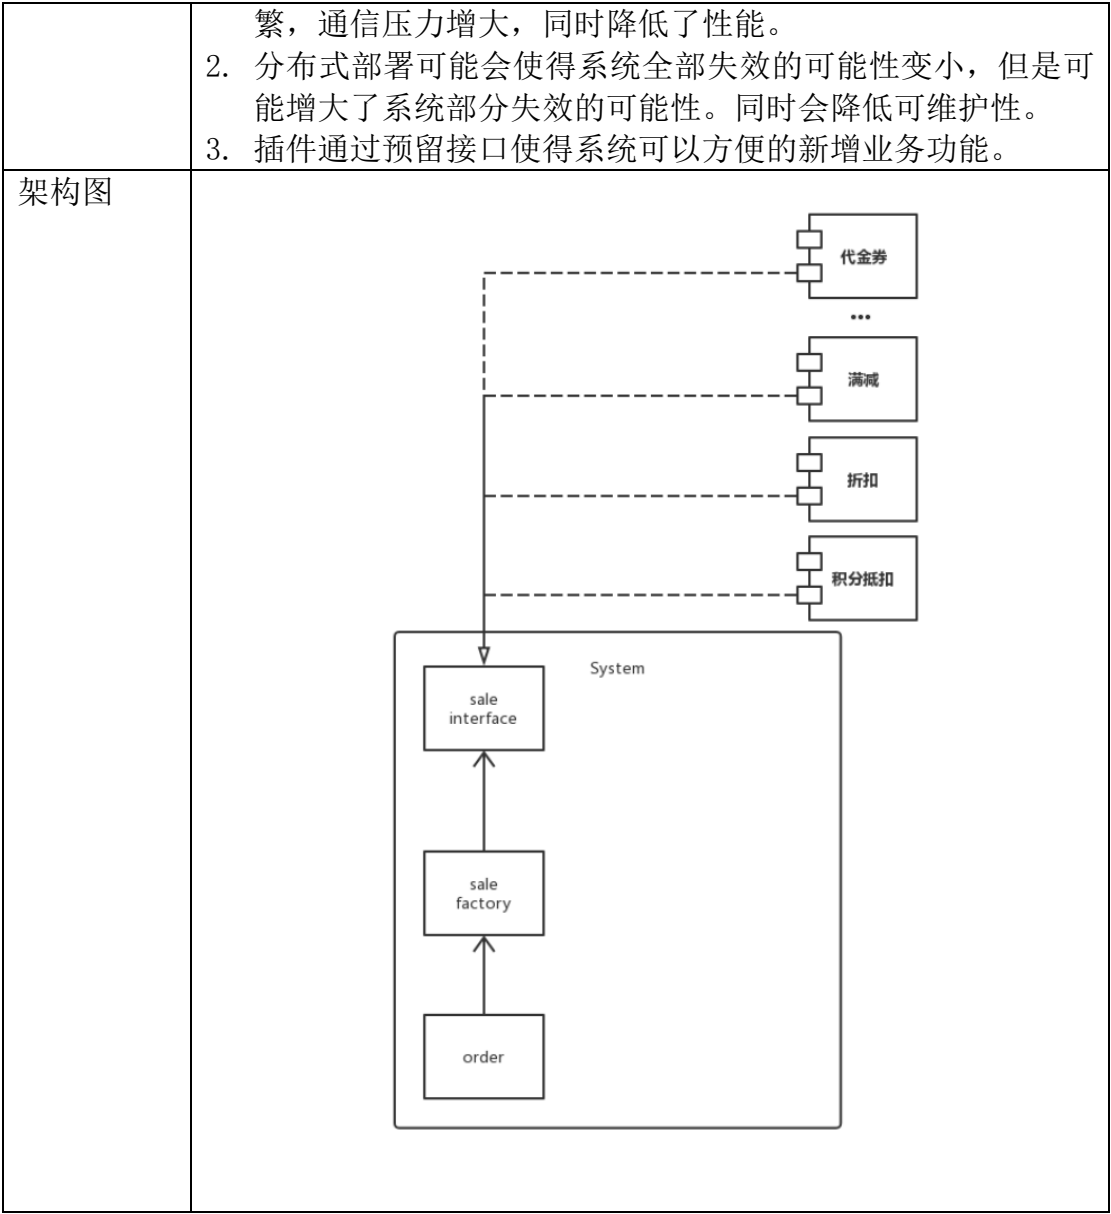 繁，通信压力增大，同时降低了性能。
2. 分布式部署可能会使得系统全部失效的可能性变小，但是可
能增大了系统部分失效的可能性。同时会降低可维护性。
3. 插件通过预留接口使得系统可以方便的新增业务功能。
架构图
代金券
•••
满减
折扣
积分抵扣
System
sale
interface
sale
factory
order